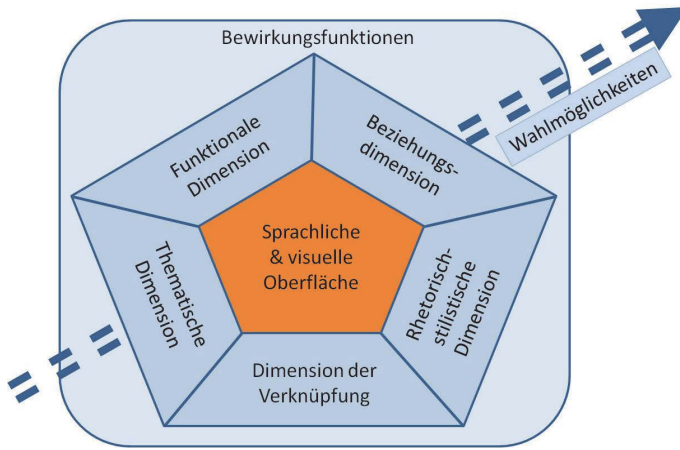 Bewirkungsfunktionen
Wahlmöglichkeiten
Funktionale
Dimension
Beziehungs-
dimension
Sprachliche
& visuelle
Oberfläche
Thematische
Dimension
Rhetorisch-
stilistische
Dimension
Dimension der
Verknüpfung